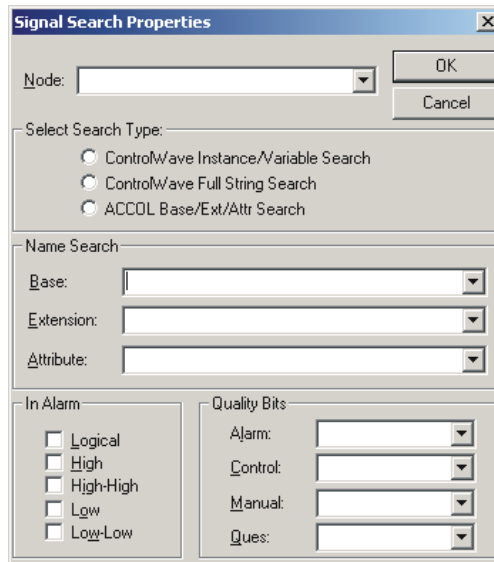 Signal Search Properties
Node:
OK
Cancel
Select Search Type:
ControlWave Instance/Variable Search
ControlWave Full String Search
ACCOL Base/Ext/Attr Search
Name Search
Base:
Extension:
Attribute:
In Alarm
Logical
High
High-High
Low
Low-Low
Quality Bits
Alarm:
Control:
Manual:
Ques: